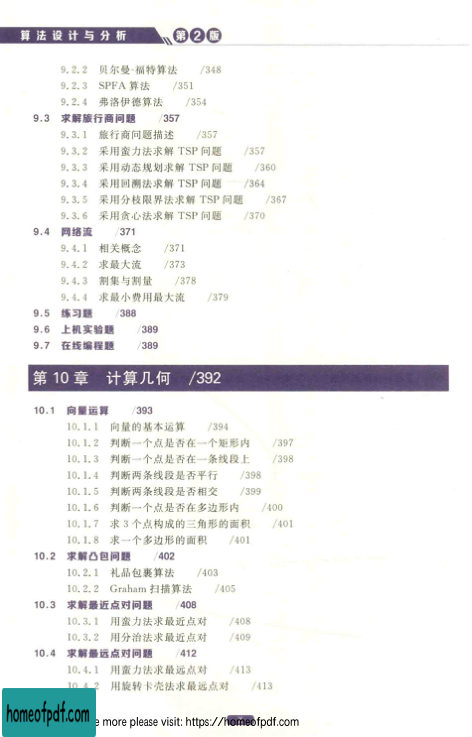 算法设计与分析 第②版
9.2.2 贝尔曼-福特算法 /348
9.2.3 SPFA 算法 /351
9.2.4 弗洛伊德算法 /354
9.3 求解旅行商问题 /357
9.3.1 旅行商问题描述 /357
9.3.2 采用蛮力法求解 TSP 问题 /357
9.3.3 采用动态规划求解 TSP 问题 /360
9.3.4 采用回溯法求解 TSP 问题 /364
9.3.5 采用分枝限界法求解 TSP 问题 /367
9.3.6 采用贪心法求解 TSP 问题 /370
9.4 网络流 /371
9.4.1 相关概念 /371
9.4.2 求最大流 /373
9.4.3 割集与割量 /378
9.4.4 求最小费用最大流 /379
9.5 练习题 /388
9.6 上机实验题 /389
9.7 在线编程题 /389
第 10 章 计算几何 /392
10.1 向量运算 /393
10.1.1 向量的基本运算 /394
10.1.2 判断一个点是否在一个矩形内 /397
10.1.3 判断一个点是否在一条线段上 /398
10.1.4 判断两条线段是否平行 /398
10.1.5 判断两条线段是否相交 /399
10.1.6 判断一个点是否在多边形内 /400
10.1.7 求 3 个点构成的三角形的面积 /401
10.1.8 求一个多边形的面积 /401
10.2 求解凸包问题 /402
10.2.1 礼品包裹算法 /403
10.2.2 Graham 扫描算法 /405
10.3 求解最近点对问题 /408
10.3.1 用蛮力法求最近点对 /408
10.3.2 用分治法求最近点对 /409
10.4 求解最远点对问题 /412
10.4.1 用蛮力法求最远点对 /413
10.4.2 用旋转卡壳法求最远点对 /413
homeofpdf.com
more please visit: https://homeofpdf.com